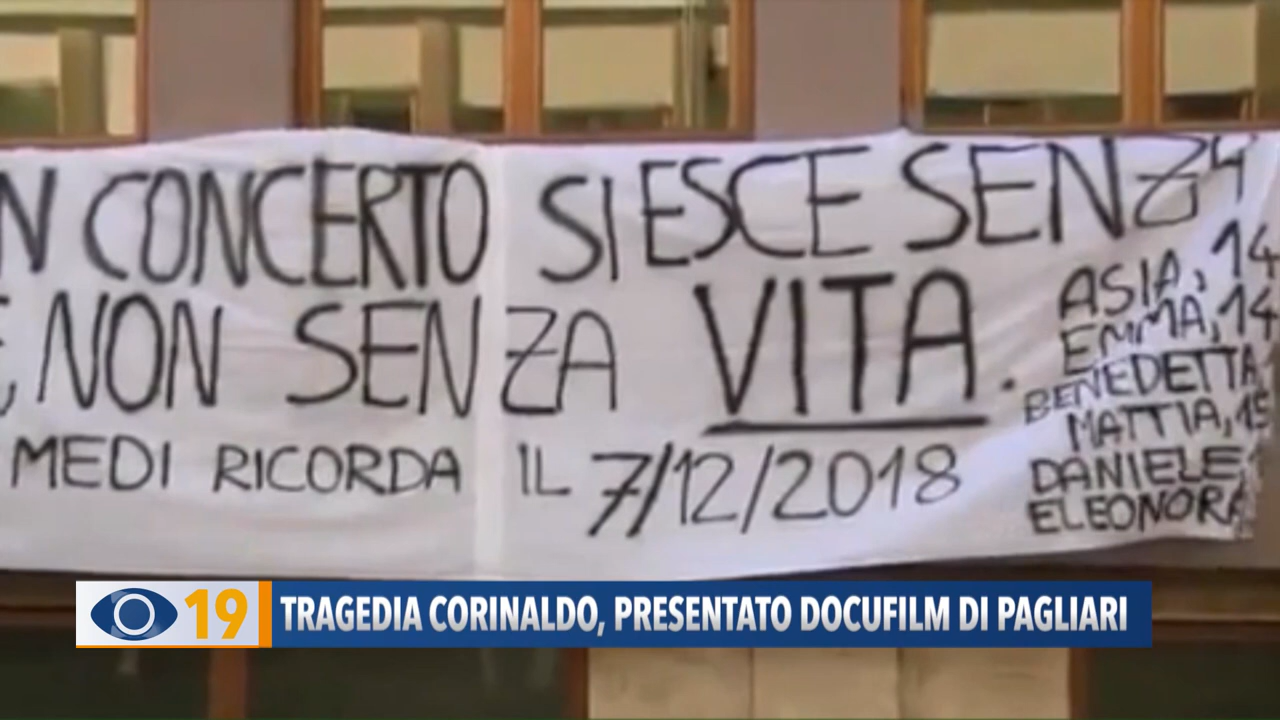 N CONCERTO SI ESCE SENZA
, NON SENZA VITA.
MEDI RICORDA IL 7/12/2018
ASIA, 14
EMMA, 14
BENEDETTA,
MATTIA, 15
DANIELE,
ELEONORA
19 TRAGEDIA CORINALDO, PRESENTATO DOCUFILM DI PAGLIARI